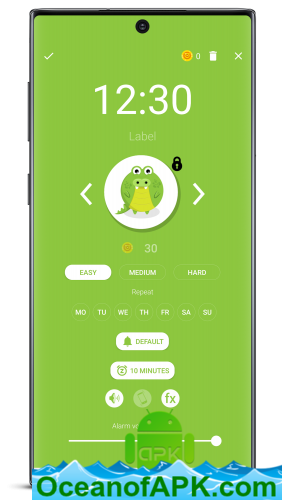 0
12:30
Label
30
EASY MEDIUM HARD
Repeat
MO TU WE TH FR SA SU
DEFAULT
10 MINUTES
fx
Alarm v
APK
OceanofAPK.com